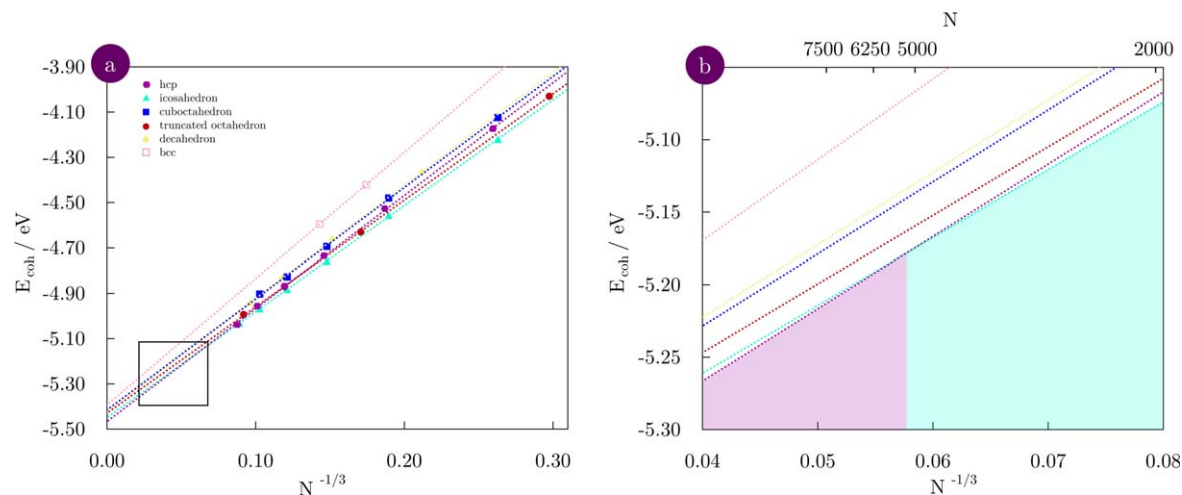 a
-3.90
-4.10
-4.30
-4.50
-4.70
-4.90
-5.10
-5.30
-5.50
E coh / eV
hcp
icosahedron
cuboctahedron
truncated octahedron
decahedron
bcc
0.00 0.10 0.20 0.30
N -1/3
b
N
7500 6250 5000 2000
-5.10
-5.15
-5.20
-5.25
-5.30
E coh / eV
0.04 0.05 0.06 0.07 0.08
N -1/3